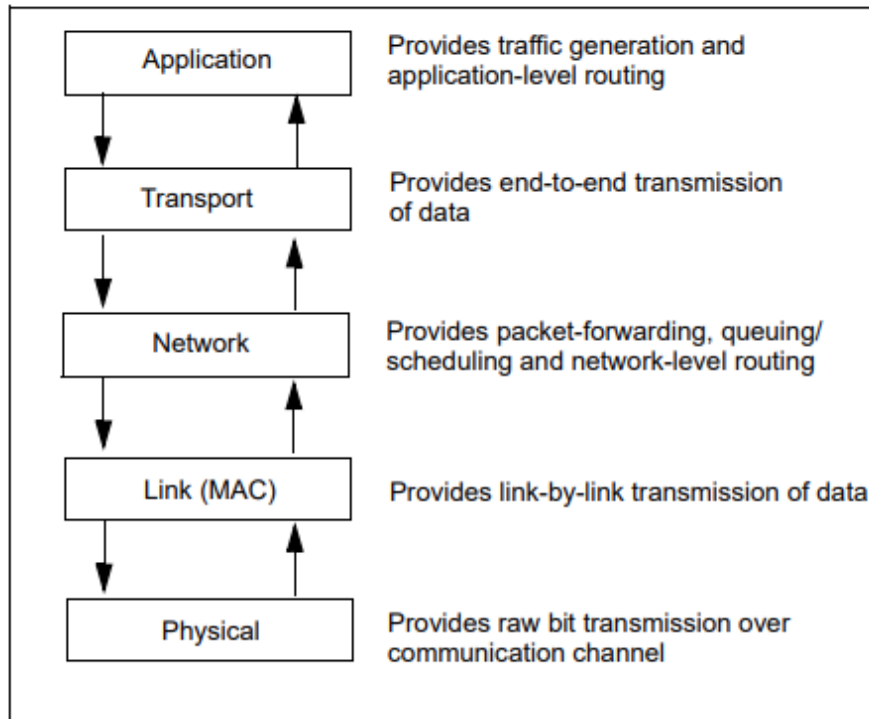 Application
Provides traffic generation and
application-level routing
Transport
Provides end-to-end transmission
of data
Network
Provides packet-forwarding, queuing/
scheduling and network-level routing
Link (MAC)
Provides link-by-link transmission of data
Physical
Provides raw bit transmission over
communication channel